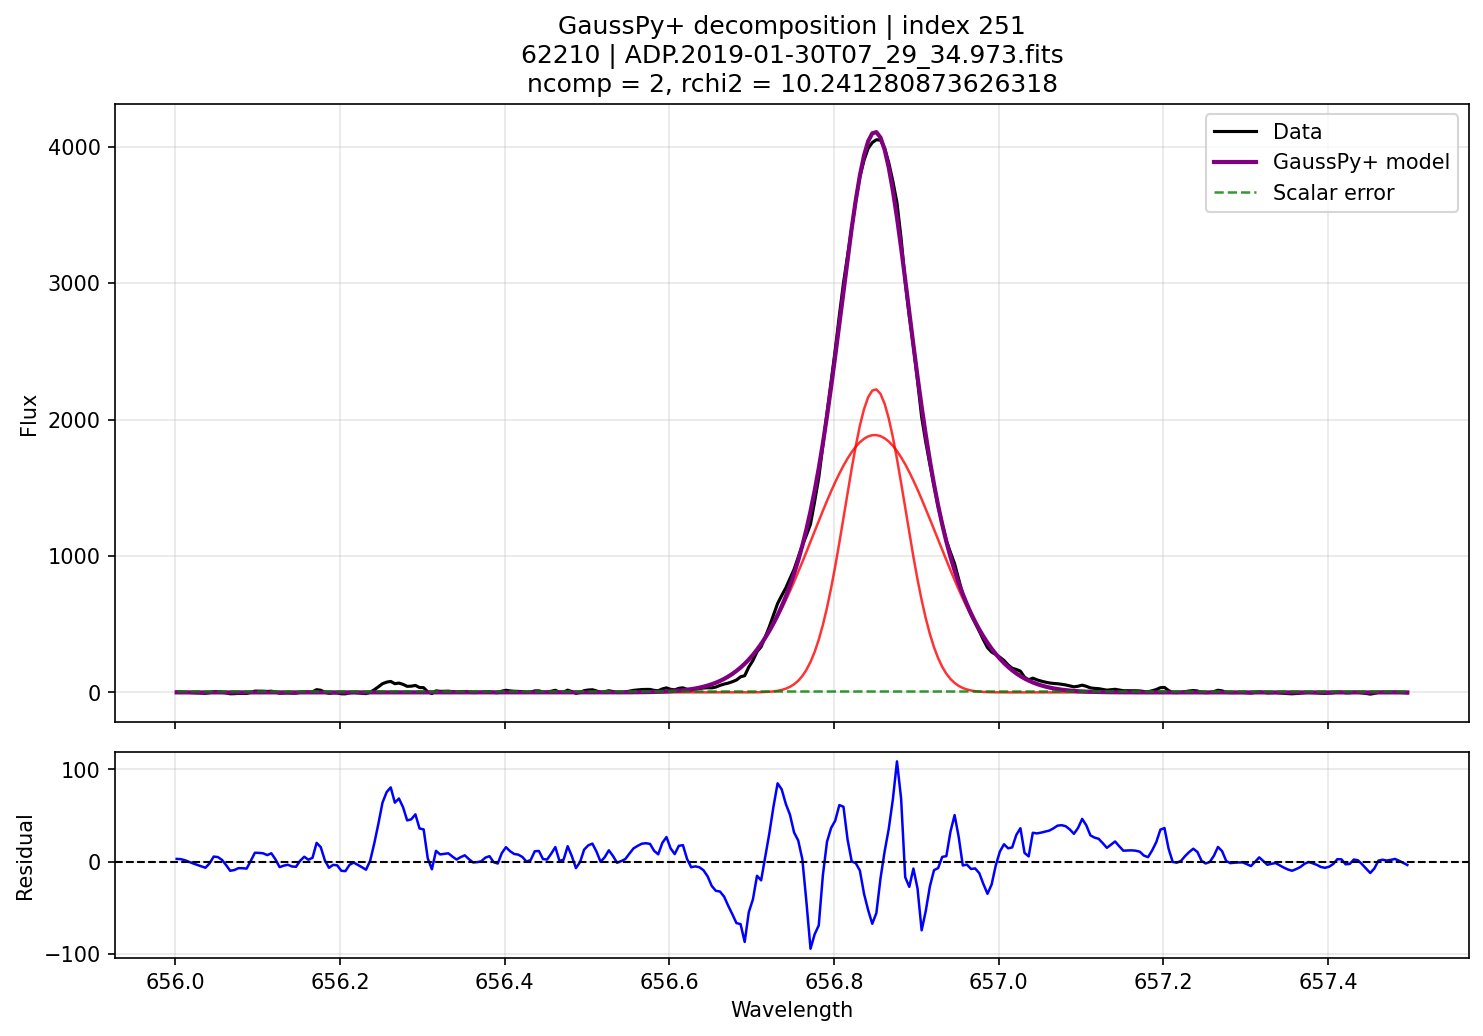 GaussPy+ decomposition | index 251
62210 | ADP.2019-01-30T07_29_34.973.fits
ncomp = 2, rchi2 = 10.241280873626318
Data
GaussPy+ model
Scalar error
Flux
4000
3000
2000
1000
0
Residual
100
0
−100
656.0 656.2 656.4 656.6 656.8 657.0 657.2 657.4
Wavelength